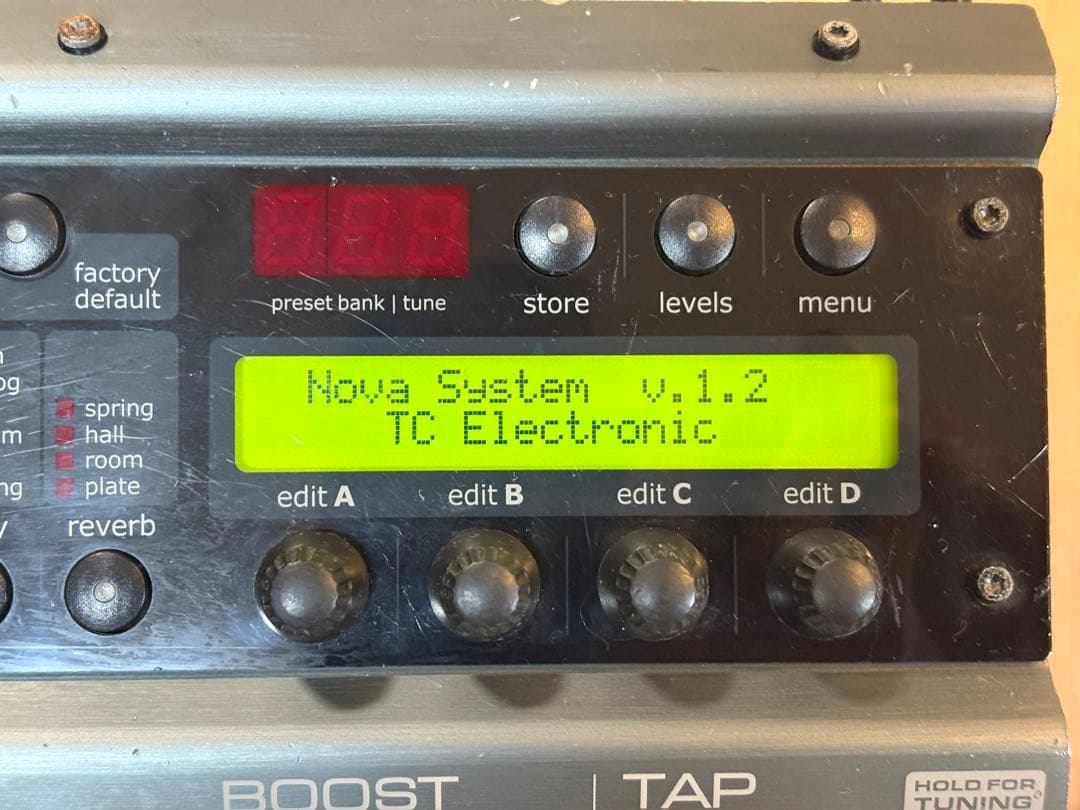 factory
default
preset bank | tune
store
levels
menu
Nova System v.1.2
TC Electronic
spring
hall
room
plate
edit A
edit B
edit C
edit D
reverb
BOOST
TAP
HOLD FOR
TUNING